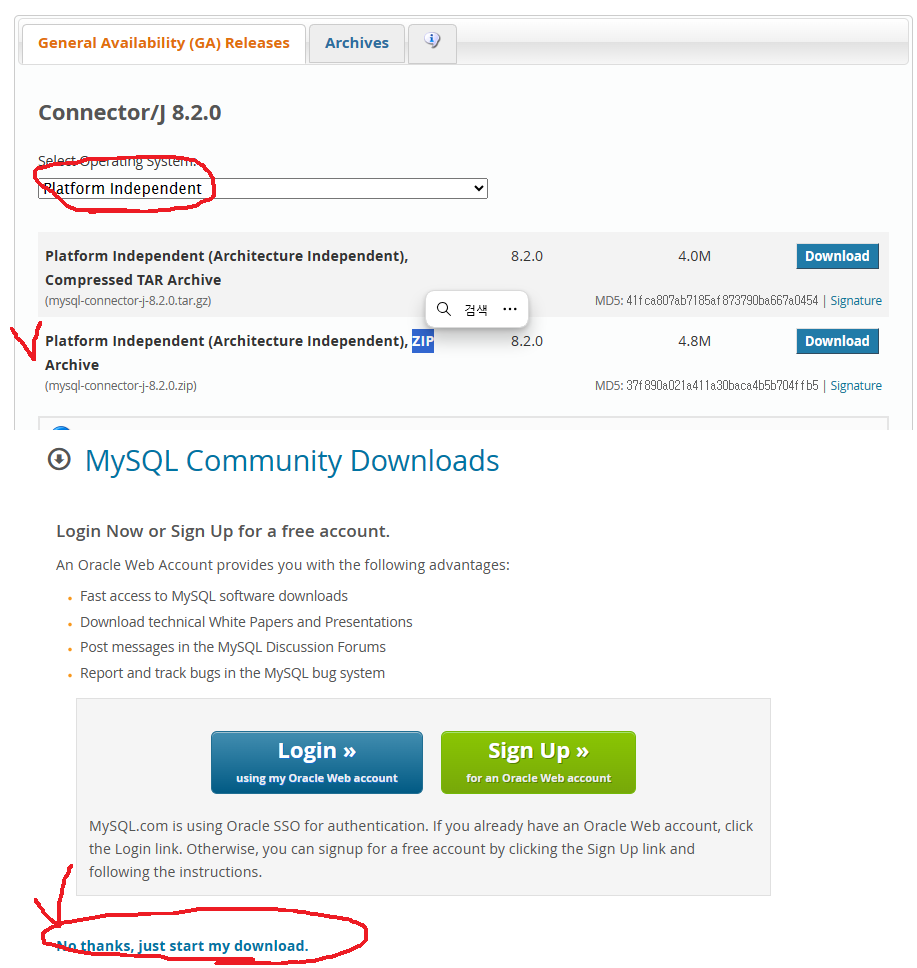 General Availability (GA) Releases
Archives
Connector/J 8.2.0
Select Operating System:
Platform Independent
Platform Independent (Architecture Independent), 8.2.0 4.0M Download
Compressed TAR Archive
(mysql-connector-j-8.2.0.tar.gz) MD5: 41fca807ab7185af873790ba667a0454 | Signature
검색 ···
Platform Independent (Architecture Independent), ZIP 8.2.0 4.8M Download
Archive
(mysql-connector-j-8.2.0.zip) MD5: 37f890a021a411a30baca4b5b704ffb5 | Signature
MySQL Community Downloads
Login Now or Sign Up for a free account.
An Oracle Web Account provides you with the following advantages:
• Fast access to MySQL software downloads
• Download technical White Papers and Presentations
• Post messages in the MySQL Discussion Forums
• Report and track bugs in the MySQL bug system
Login »
using my Oracle Web account
Sign Up »
for an Oracle Web account
MySQL.com is using Oracle SSO for authentication. If you already have an Oracle Web account, click
the Login link. Otherwise, you can signup for a free account by clicking the Sign Up link and
following the instructions.
No thanks, just start my download.